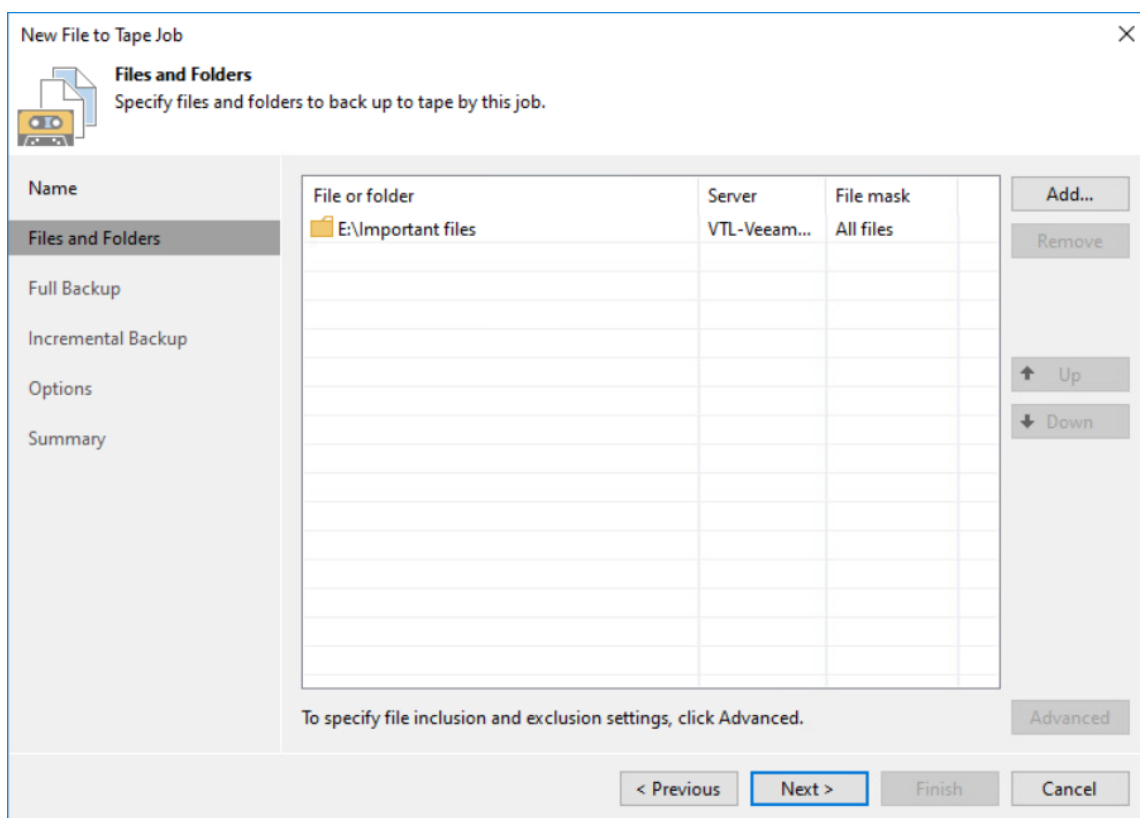 New File to Tape Job
Files and Folders
Specify files and folders to back up to tape by this job.
Name
Files and Folders
Full Backup
Incremental Backup
Options
Summary
File or folder Server File mask
E:\Important files VTL-Veeam... All files
Add...
Remove
Up
Down
To specify file inclusion and exclusion settings, click Advanced.
Advanced
< Previous Next > Finish Cancel